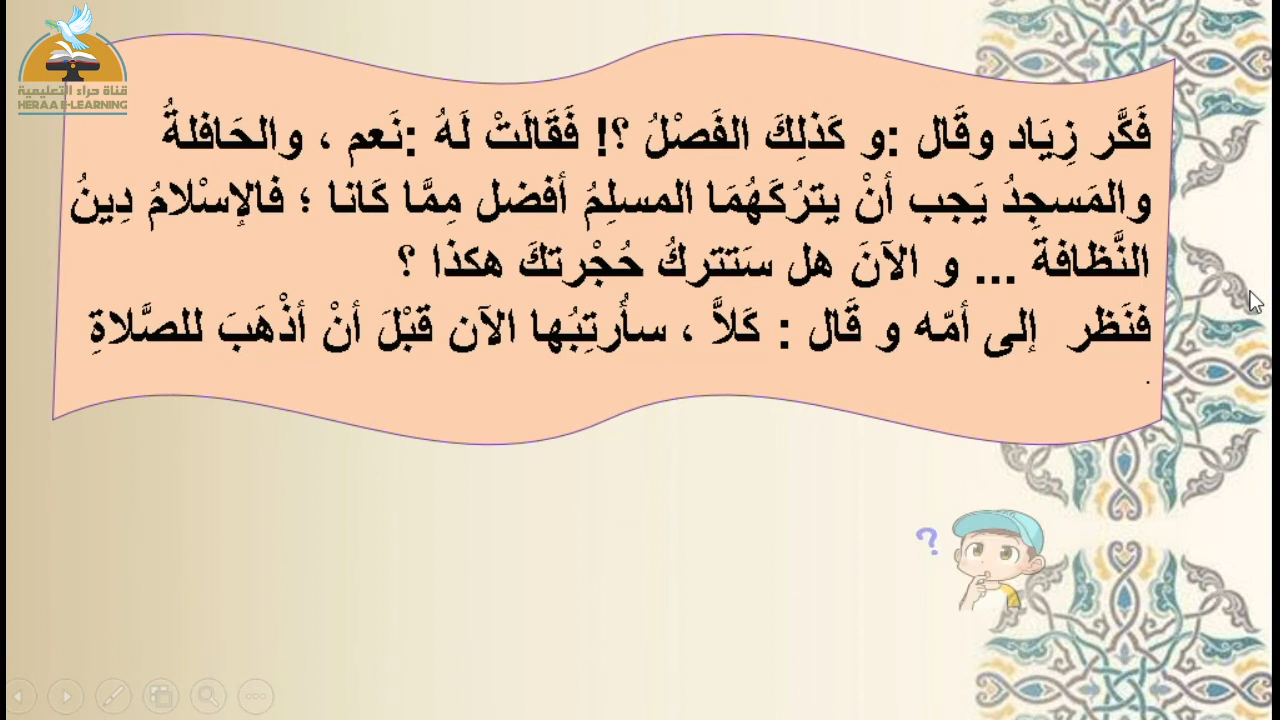 قناة حراء التعليمية
HERAA E-LEARNING
فَكَّر زِيَاد وقَال :و كَذلِكَ الفَصْلُ ؟! فَقَالَتْ لَهُ :نَعم ، والحَافلةُ
والمَسجِدُ يَجب أنْ يترُكَهُمَا المسلِمُ أفضل مِمَّا كَانا ؛ فالإسْلامُ دِينُ
النَّظافة ... و الآنَ هل سَتتركُ حُجْرتكَ هكذا ؟
فنَظر إلى أمّه و قَال : كَلاَّ ، سأُرتِبُها الآن قبْلَ أنْ أذْهَبَ للصَّلاةِ
.
?